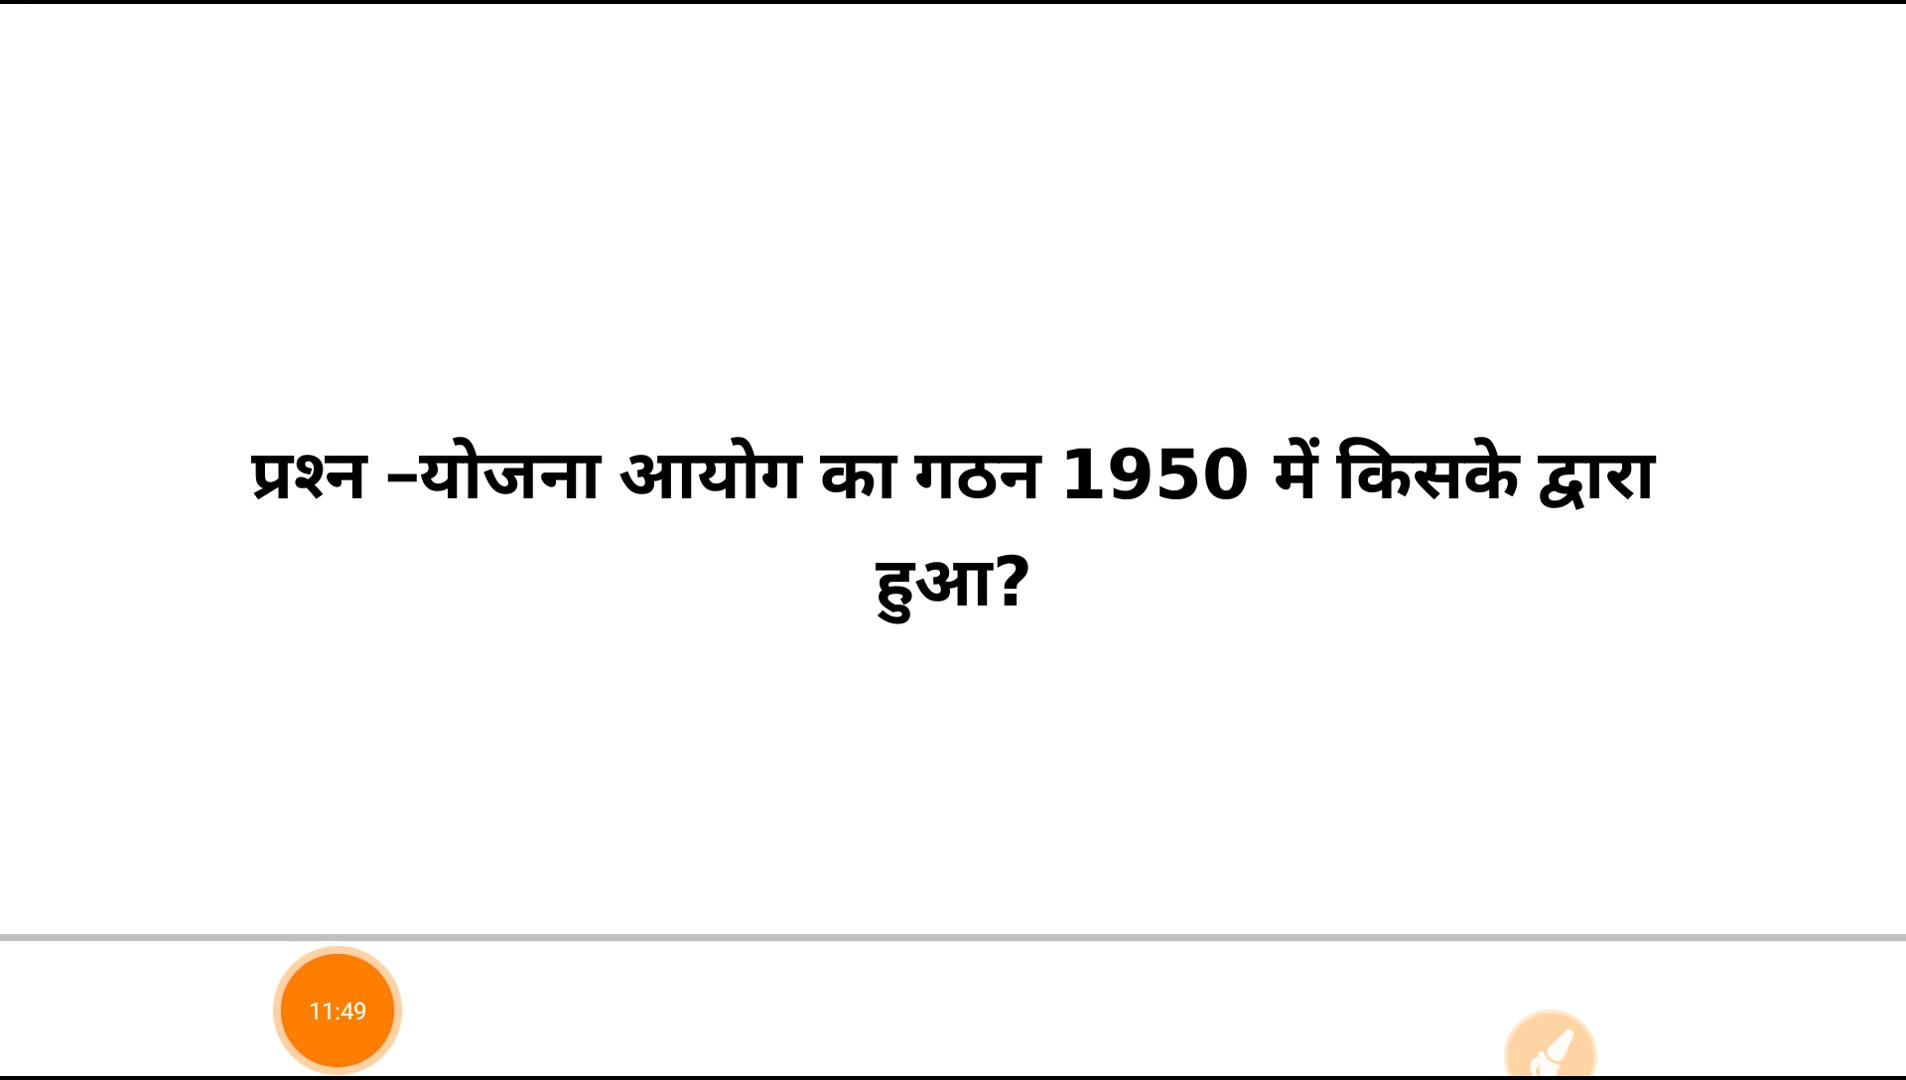 प्रश्न –योजना आयोग का गठन 1950 में किसके द्वारा
हुआ?
11:49